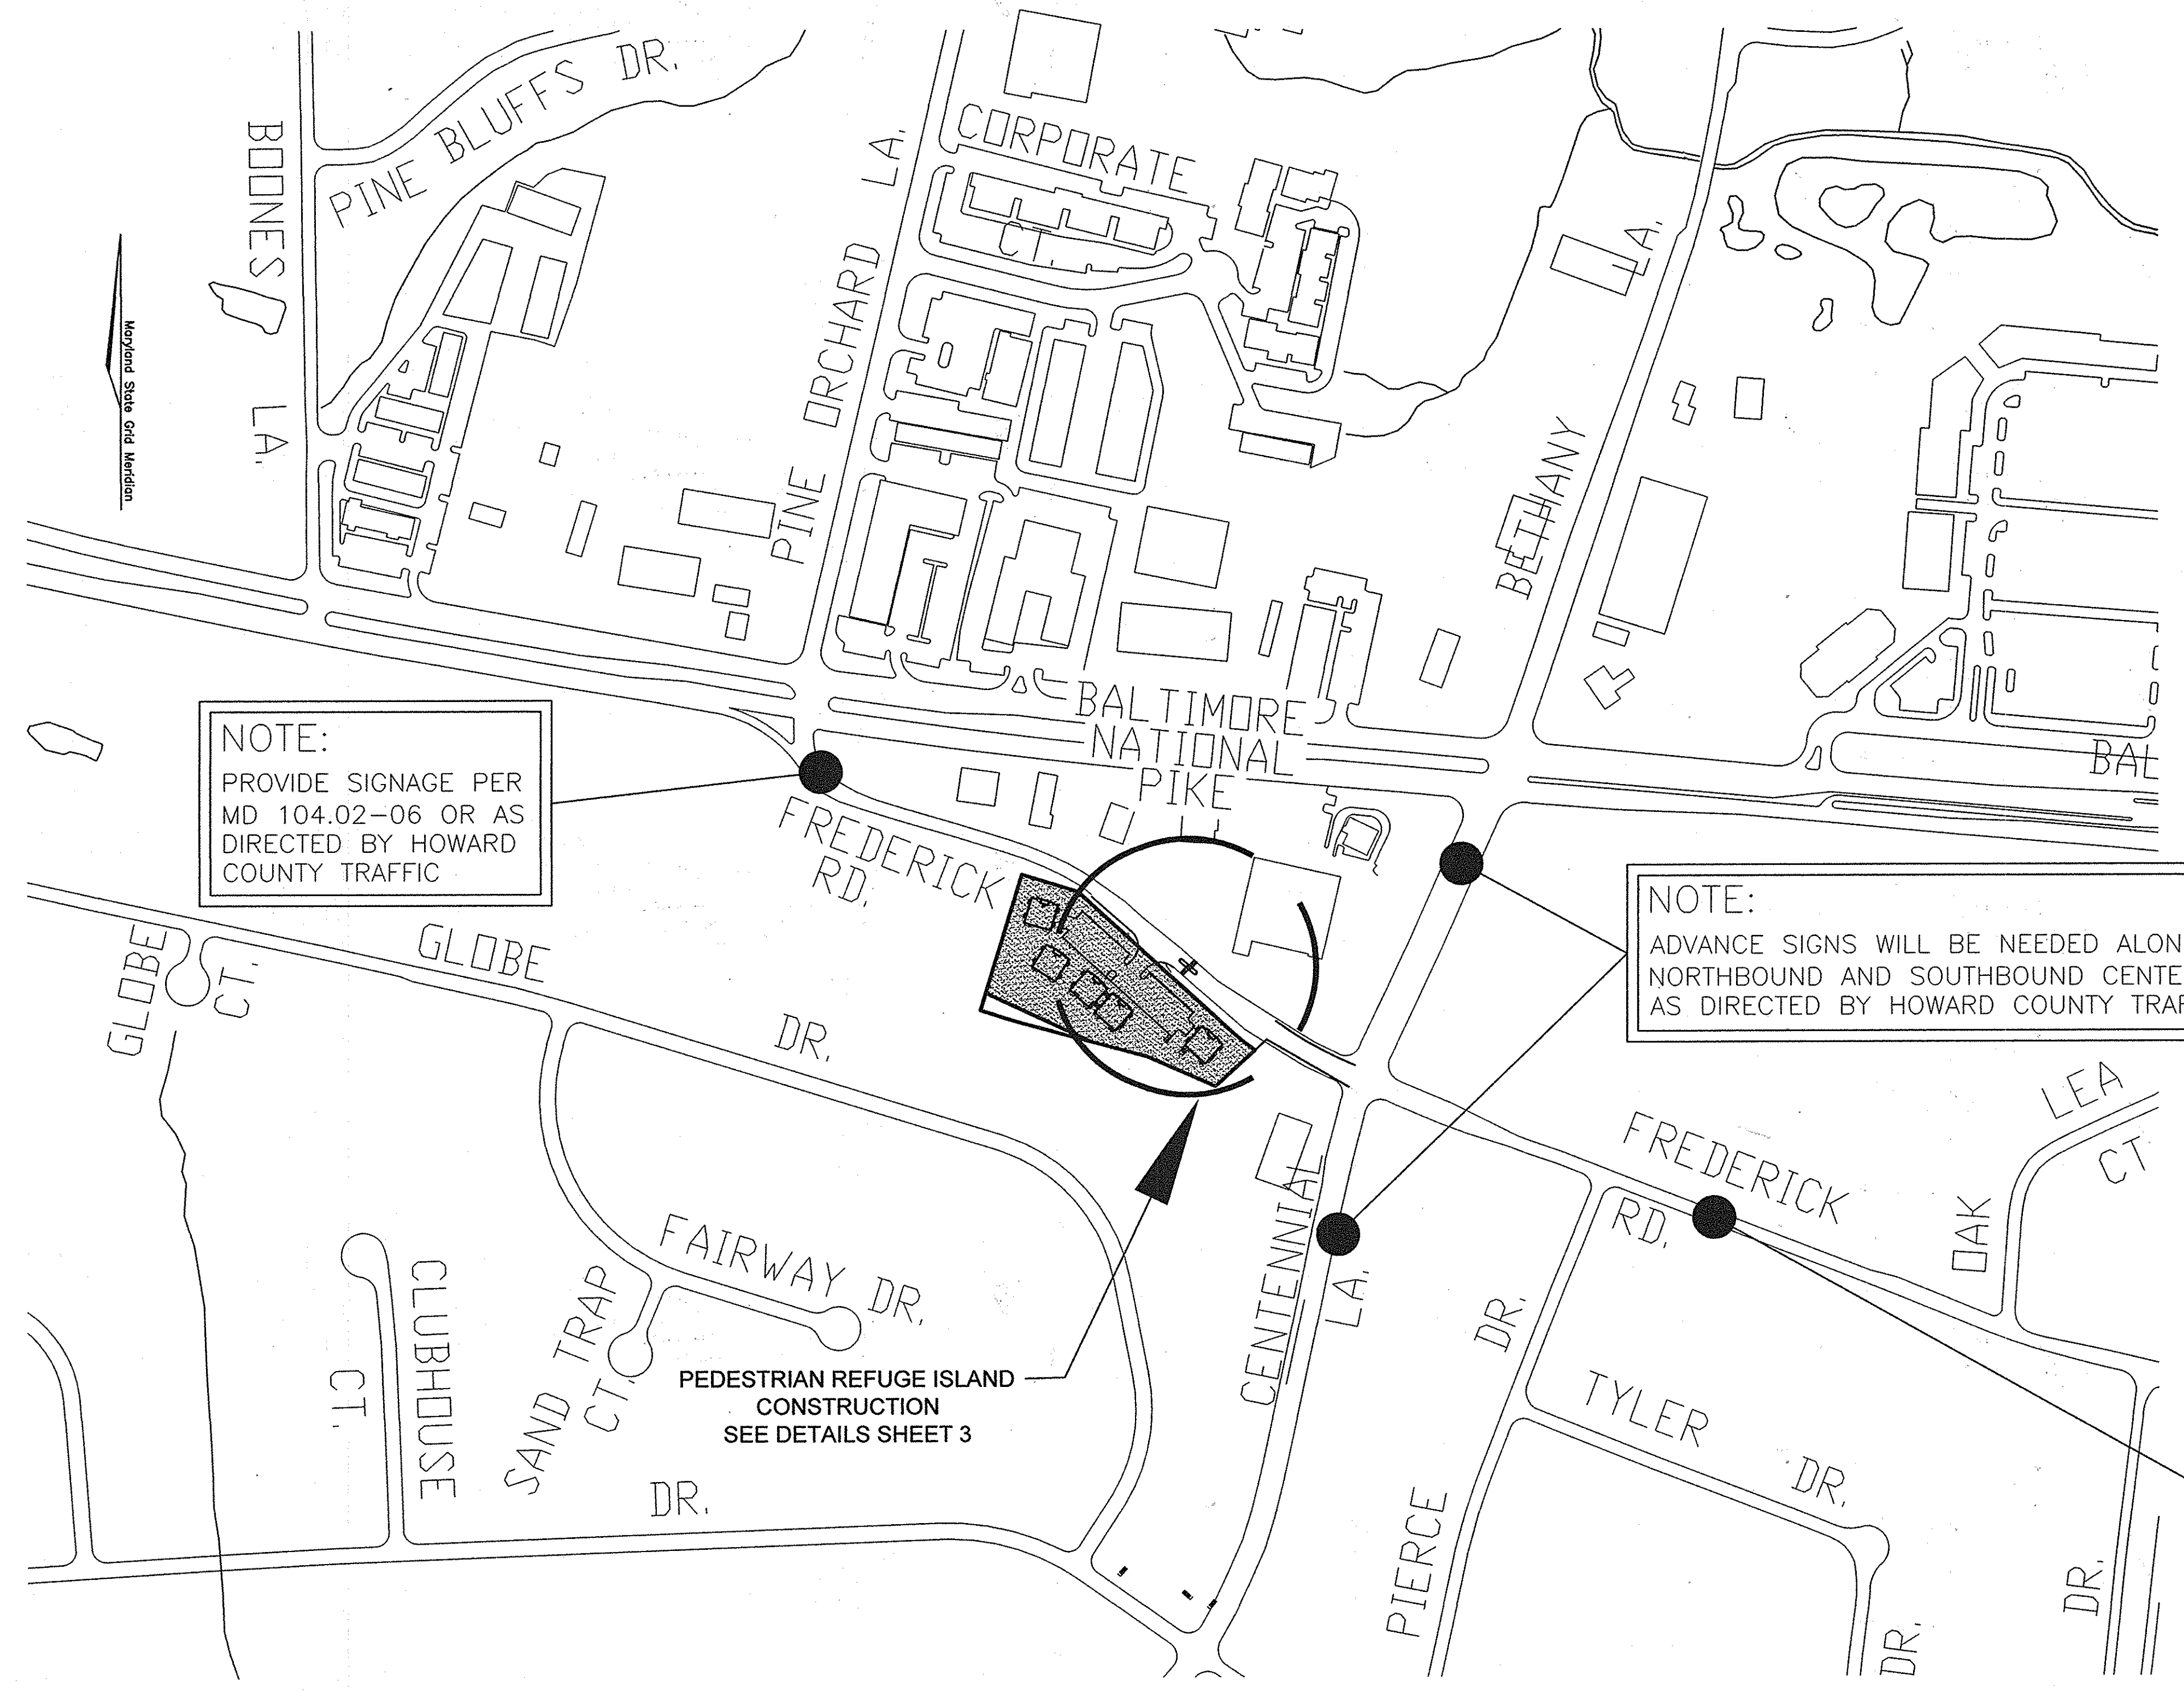 PINE BLUFFS DR.
BOONES LA.
PINE ORCHARD LA.
CORPORATE
CT.
BETHANY LA.
Maryland State Grid Meridian
BALTIMORE
NATIONAL
PIKE
BAL
NOTE:
PROVIDE SIGNAGE PER
MD 104.02-06 OR AS
DIRECTED BY HOWARD
COUNTY TRAFFIC
FREDERICK
RD.
NOTE:
ADVANCE SIGNS WILL BE NEEDED ALON
NORTHBOUND AND SOUTHBOUND CENTE
AS DIRECTED BY HOWARD COUNTY TRAF
GLOBE
CT.
GLOBE DR.
LEA
CT
OAK
FREDERICK
RD.
FAIRWAY DR.
SAND TRAP
CT.
CLUBHOUSE
CT.
CENTENNIAL
LA.
PEDESTRIAN REFUGE ISLAND
CONSTRUCTION
SEE DETAILS SHEET 3
DR.
PIERCE DR.
TYLER DR.
DR.
DR.